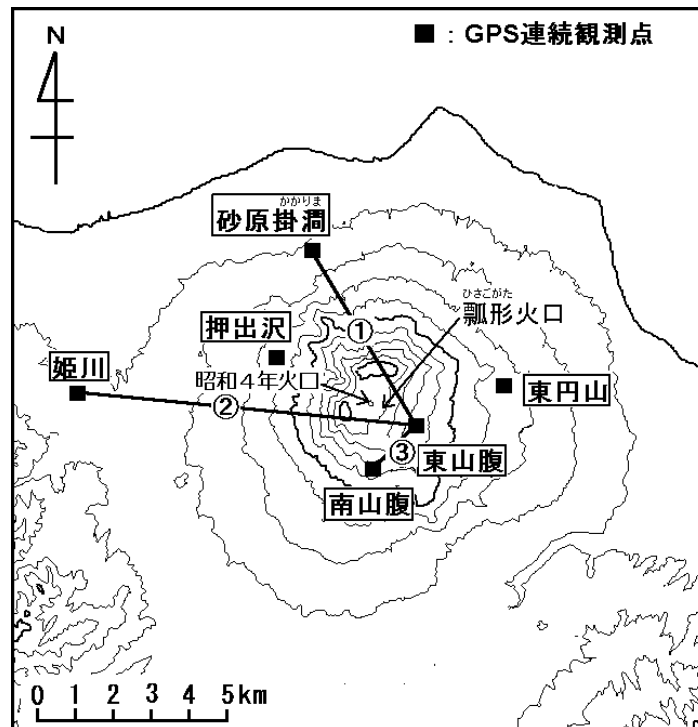 N
■：GPS連続観測点
かかりま
砂原掛澗
ひさごがた
瓢形火口
①
押出沢
姫川
昭和４年火口
東円山
②
③
東山腹
南山腹
0 1 2 3 4 5km